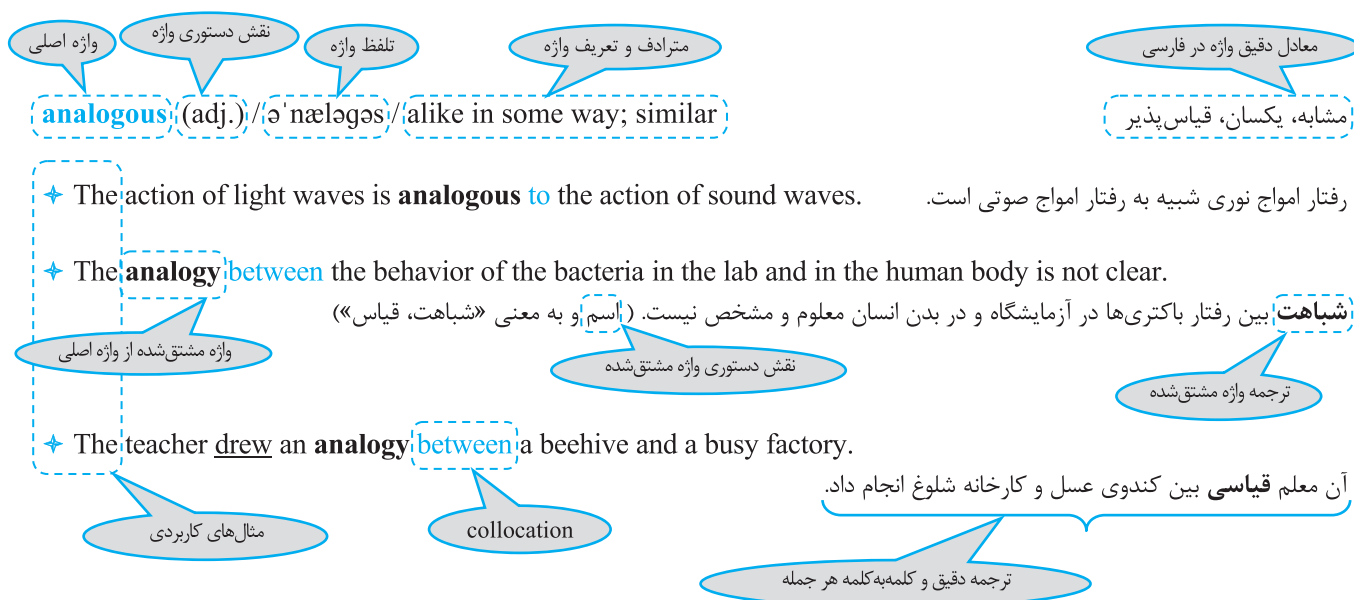 واژه اصلی
نقش دستوری واژه
تلفظ واژه
مترادف و تعریف واژه
معادل دقیق واژه در فارسی
analogous (adj.) /əˈnæləgəs/ alike in some way; similar
مشابه، یکسان، قیاس‌پذیر
The action of light waves is analogous to the action of sound waves.
رفتار امواج نوری شبیه به رفتار امواج صوتی است.
The analogy between the behavior of the bacteria in the lab and in the human body is not clear.
شباهت بین رفتار باکتری‌ها در آزمایشگاه و در بدن انسان معلوم و مشخص نیست. (اسم و به معنی «شباهت، قیاس»)
واژه مشتق‌شده از واژه اصلی
نقش دستوری واژه مشتق‌شده
ترجمه واژه مشتق‌شده
The teacher drew an analogy between a beehive and a busy factory.
آن معلم قیاسی بین کندوی عسل و کارخانه شلوغ انجام داد.
مثال‌های کاربردی
collocation
ترجمه دقیق و کلمه‌به‌کلمه هر جمله